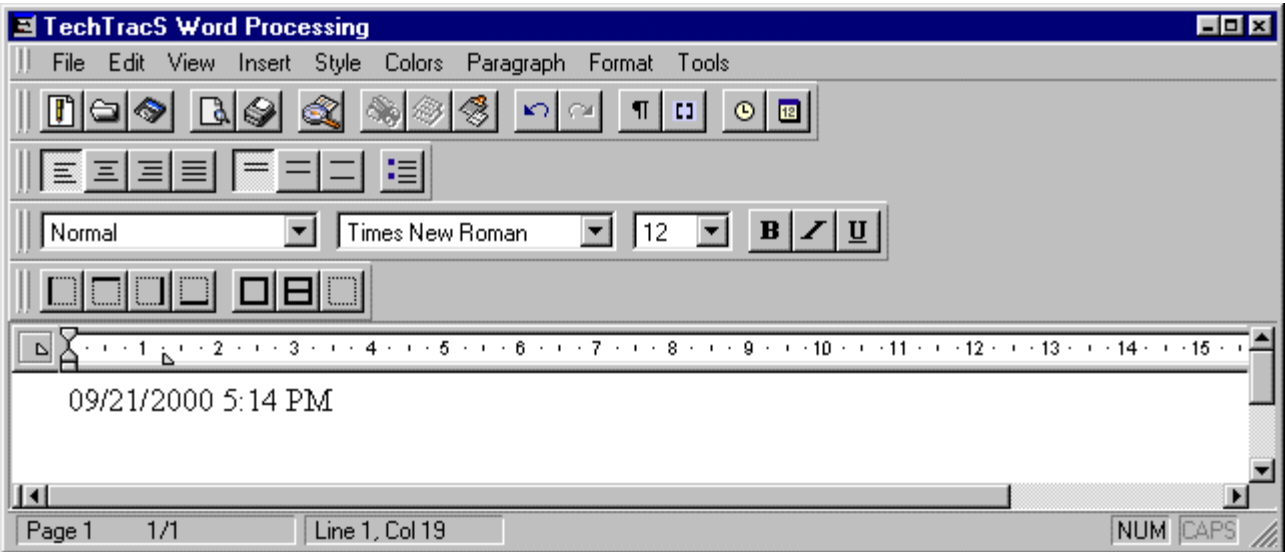 TechTracS Word Processing
File Edit View Insert Style Colors Paragraph Format Tools
12
Normal Times New Roman 12 B I U
1 2 3 4 5 6 7 8 9 10 11 12 13 14 15
09/21/2000 5:14 PM
Page 1 1/1 Line 1, Col 19 NUM CAPS